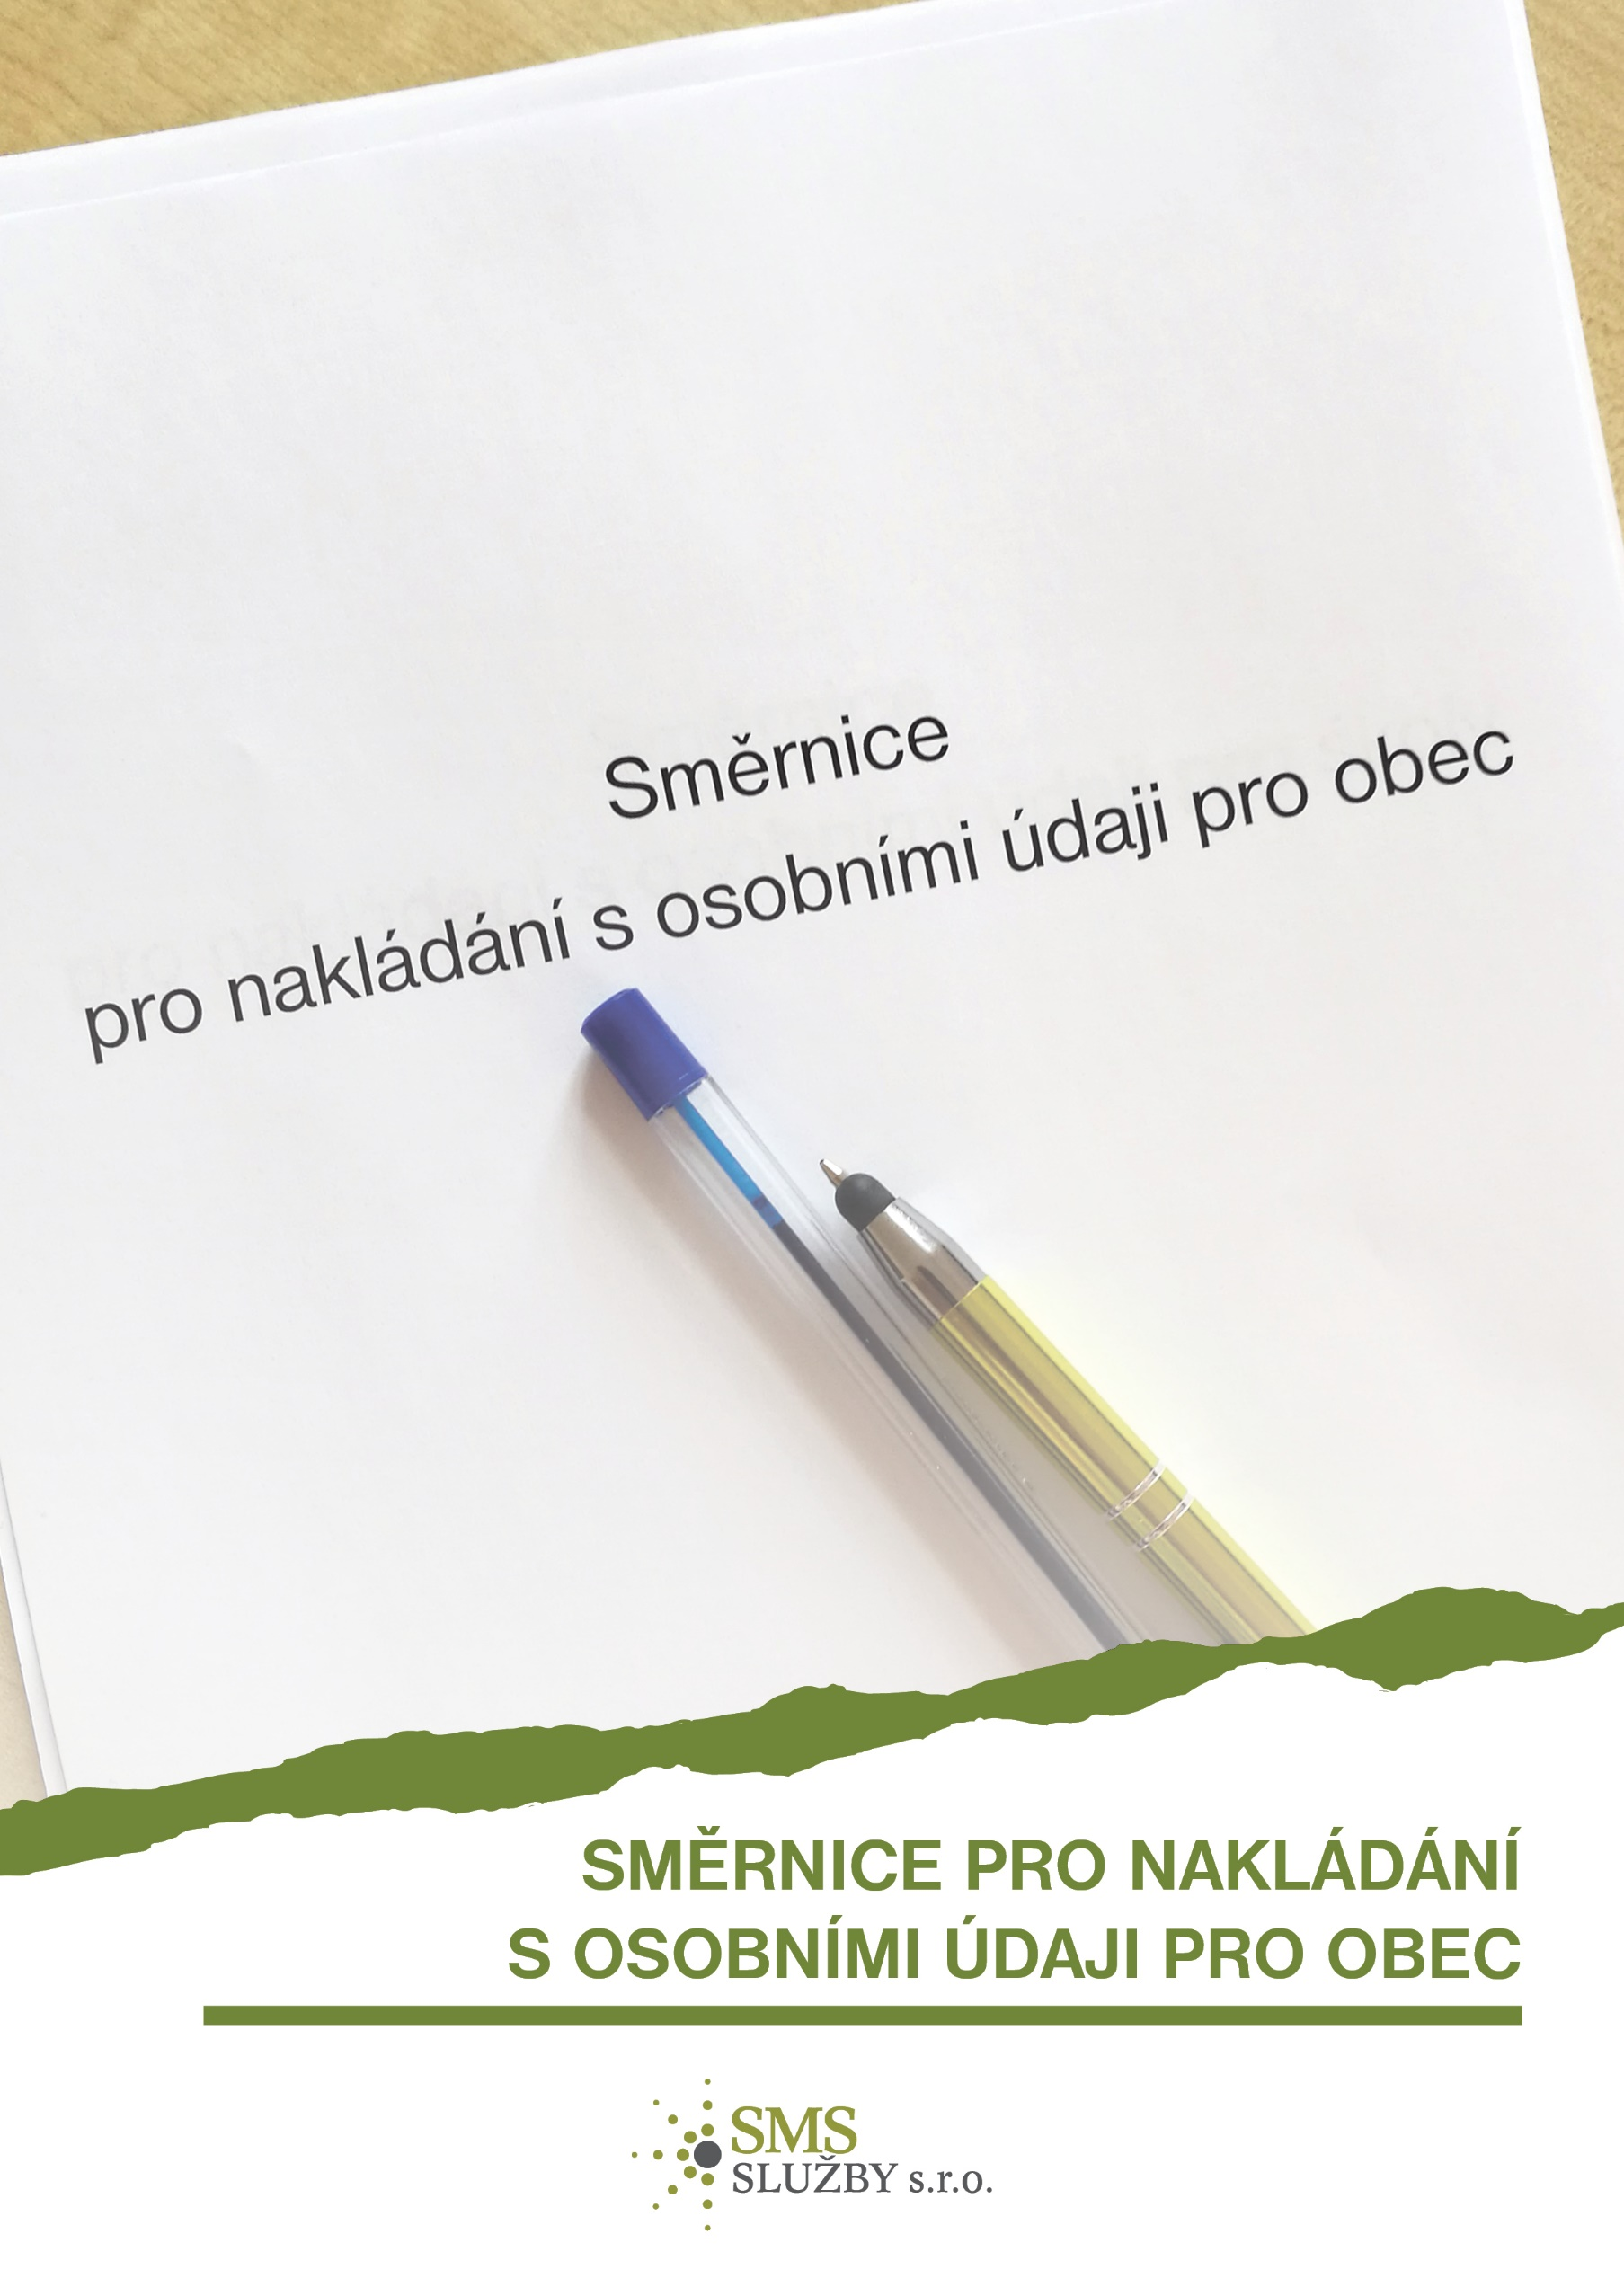 Směrnice
pro nakládání s osobními údaji pro obec
SMĚRNICE PRO NAKLÁDÁNÍ
S OSOBNÍMI ÚDAJI PRO OBEC
SMS
SLUŽBY s.r.o.